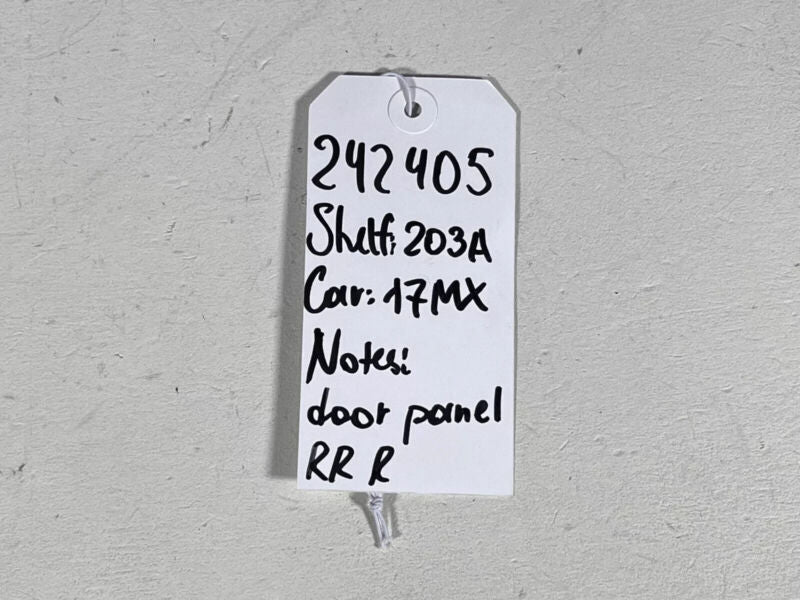 242405
Shelf: 203A
Car: 17MX
Notes:
door panel
RR R